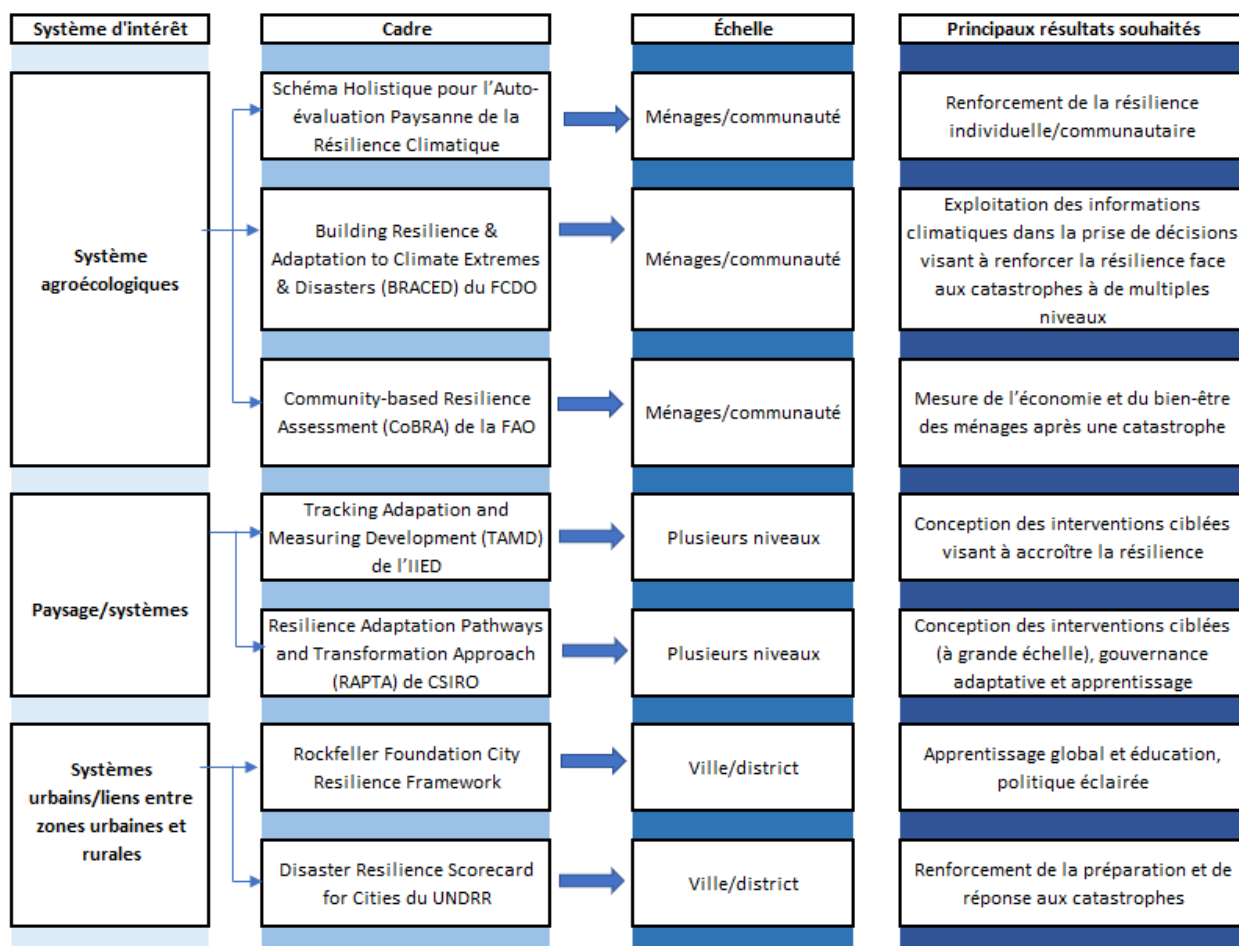 Système d'intérêt
Cadre
Échelle
Principaux résultats souhaités
Système
agroécologiques
Schéma Holistique pour l’Auto-
évaluation Paysanne de la
Résilience Climatique
Ménages/communauté
Renforcement de la résilience
individuelle/communautaire
Building Resilience &
Adaptation to Climate Extremes
& Disasters (BRACED) du FCDO
Ménages/communauté
Exploitation des informations
climatiques dans la prise de décisions
visant à renforcer la résilience face
aux catastrophes à de multiples
niveaux
Community-based Resilience
Assessment (CoBRA) de la FAO
Ménages/communauté
Mesure de l’économie et du bien-être
des ménages après une catastrophe
Paysage/systèmes
Tracking Adapation and
Measuring Development (TAMD)
de l’IIED
Plusieurs niveaux
Conception des interventions ciblées
visant à accroître la résilience
Resilience Adaptation Pathways
and Transformation Approach
(RAPTA) de CSIRO
Plusieurs niveaux
Conception des interventions ciblées
(à grande échelle), gouvernance
adaptative et apprentissage
Systèmes
urbains/liens entre
zones urbaines et
rurales
Rockfeller Foundation City
Resilience Framework
Ville/district
Apprentissage global et éducation,
politique éclairée
Disaster Resilience Scorecard
for Cities du UNDRR
Ville/district
Renforcement de la préparation et de
réponse aux catastrophes